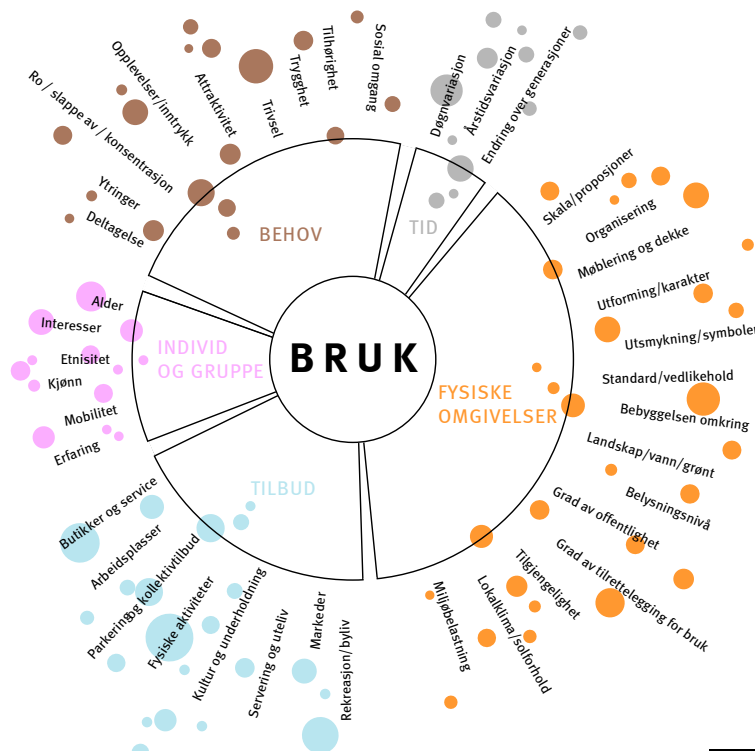 BRUK
BEHOV
Deltagelse
Ytringer
Ro / slappe av / konsentrasjon
Opplevelser/inntrykk
Attraktivitet
Trivsel
Trygghet
Tilhørighet
Sosial omgang
TID
Døgnvariasjon
Årstidsvariasjon
Endring over generasjoner
FYSISKE
OMGIVELSER
Skala/proposjoner
Organisering
Møblering og dekke
Utforming/karakter
Utsmykning/symboler
Standard/vedlikehold
Bebyggelsen omkring
Landskap/vann/grønt
Belysningsnivå
Grad av offentlighet
Grad av tilrettelegging for bruk
Tilgjengelighet
Lokalklima/solforhold
Miljøbelastning
TILBUD
Rekreasjon/byliv
Markeder
Servering og uteliv
Kultur og underholdning
Fysiske aktiviteter
Parkering og kollektivtilbud
Arbeidsplasser
Butikker og service
INDIVID
OG GRUPPE
Erfaring
Mobilitet
Kjønn
Etnisitet
Interesser
Alder